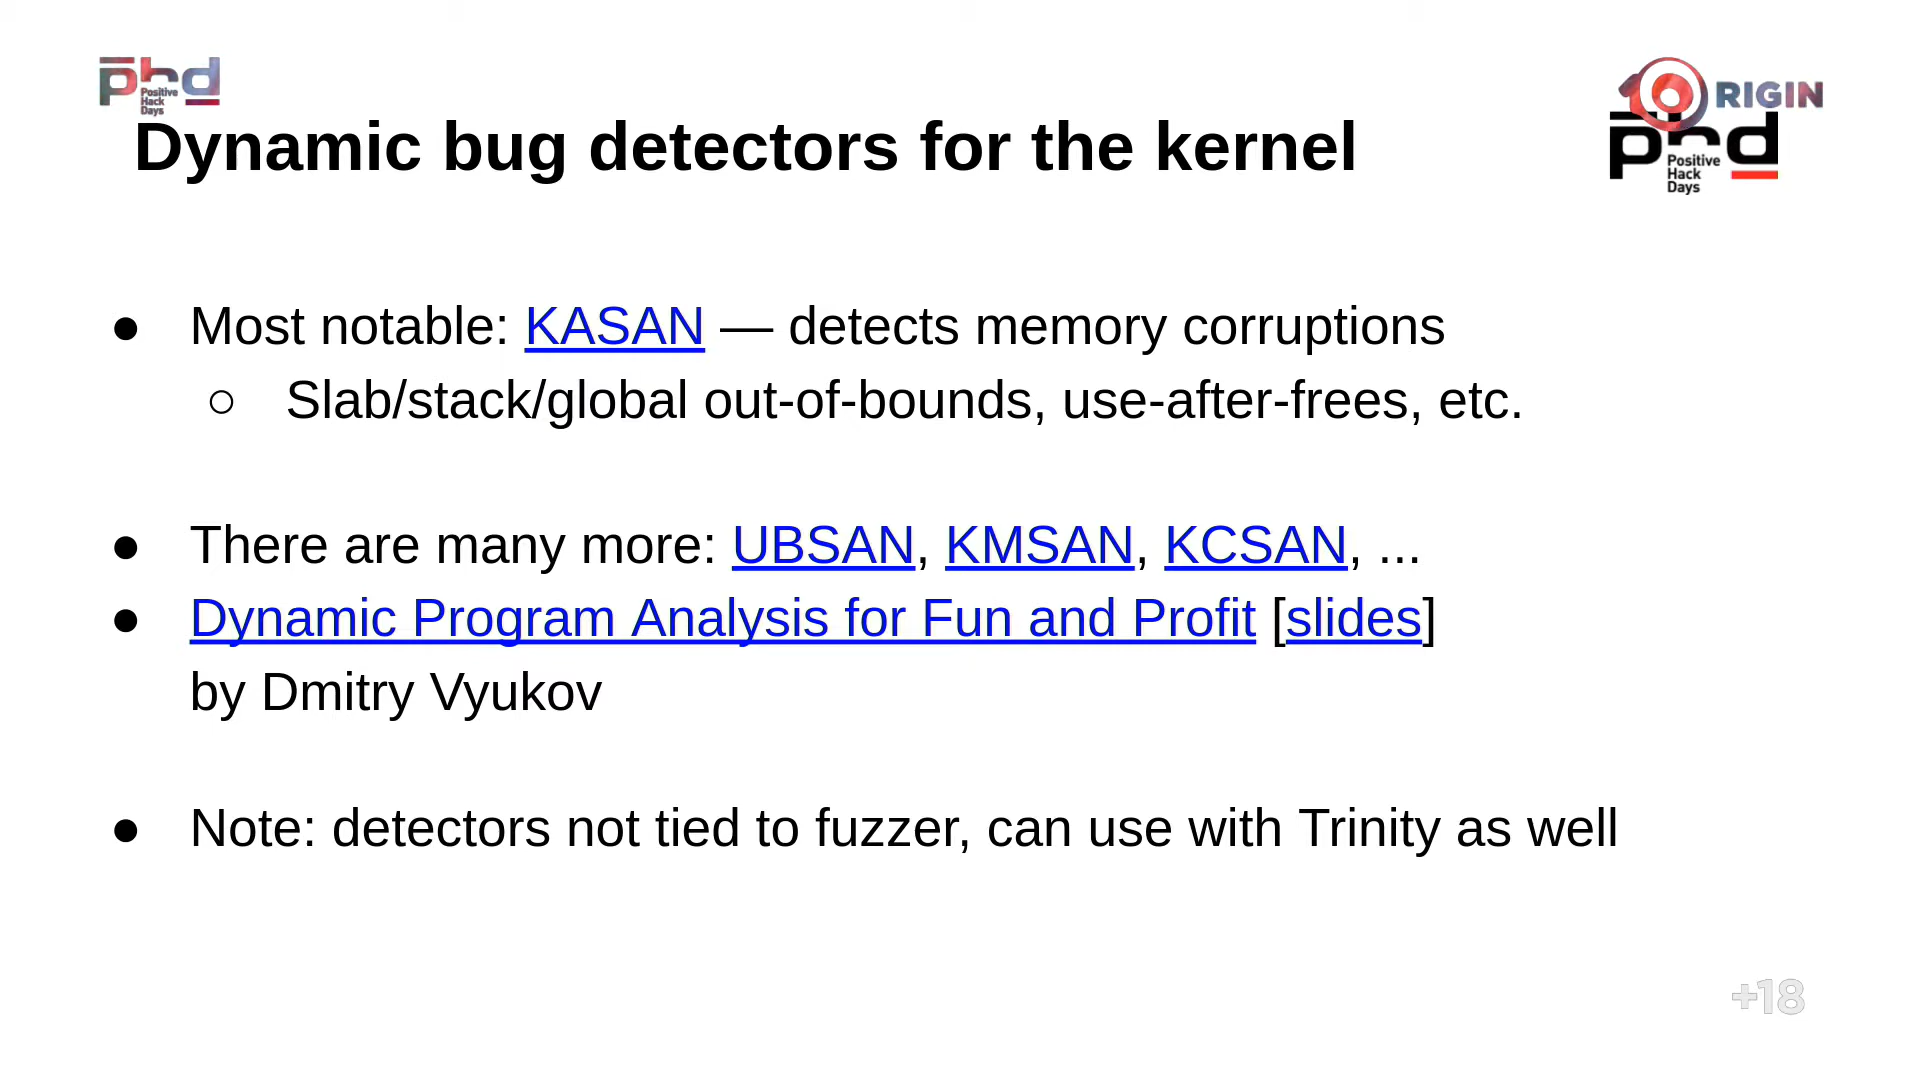 phd
Positive
Hack
Days
10 RIGIN
phd
Positive
Hack
Days
Dynamic bug detectors for the kernel
● Most notable: KASAN — detects memory corruptions
○ Slab/stack/global out-of-bounds, use-after-frees, etc.
● There are many more: UBSAN, KMSAN, KCSAN, ...
● Dynamic Program Analysis for Fun and Profit [slides]
by Dmitry Vyukov
● Note: detectors not tied to fuzzer, can use with Trinity as well
+18